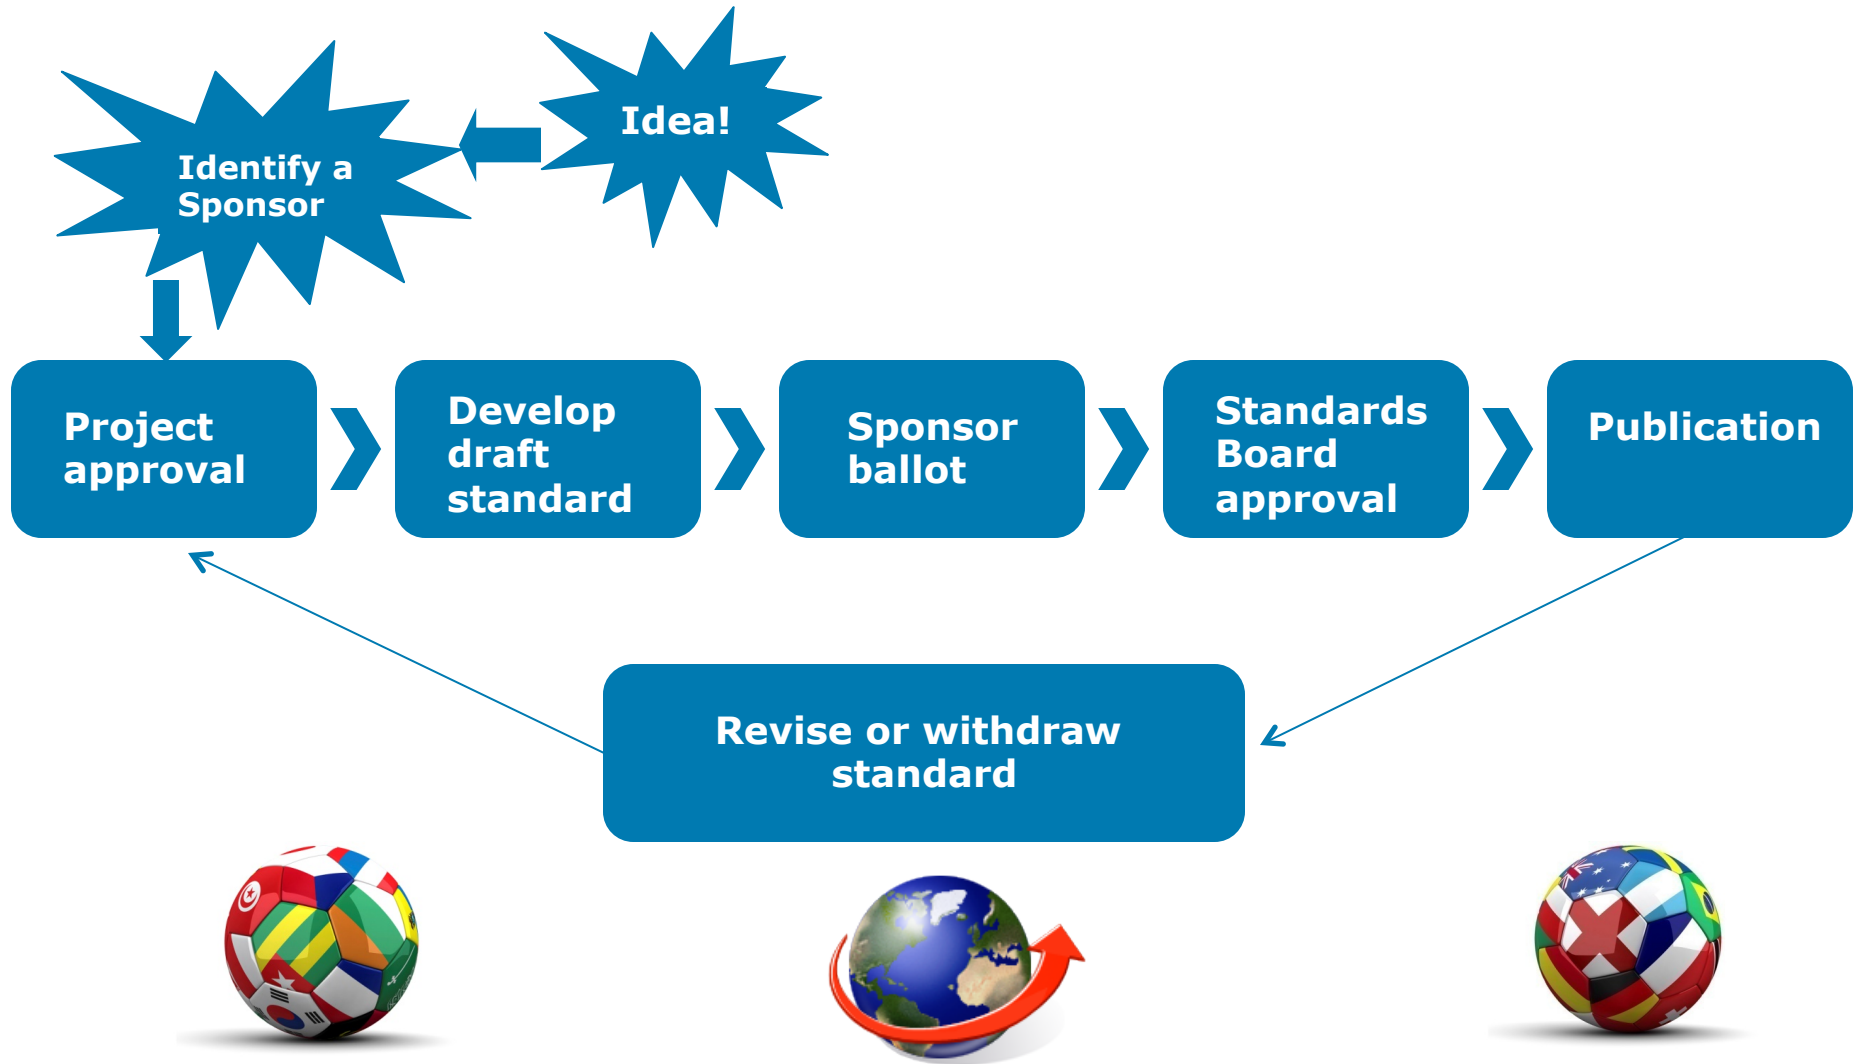 Idea!
Identify a
Sponsor
Project
approval
Develop
draft
standard
Sponsor
ballot
Standards
Board
approval
Publication
Revise or withdraw
standard